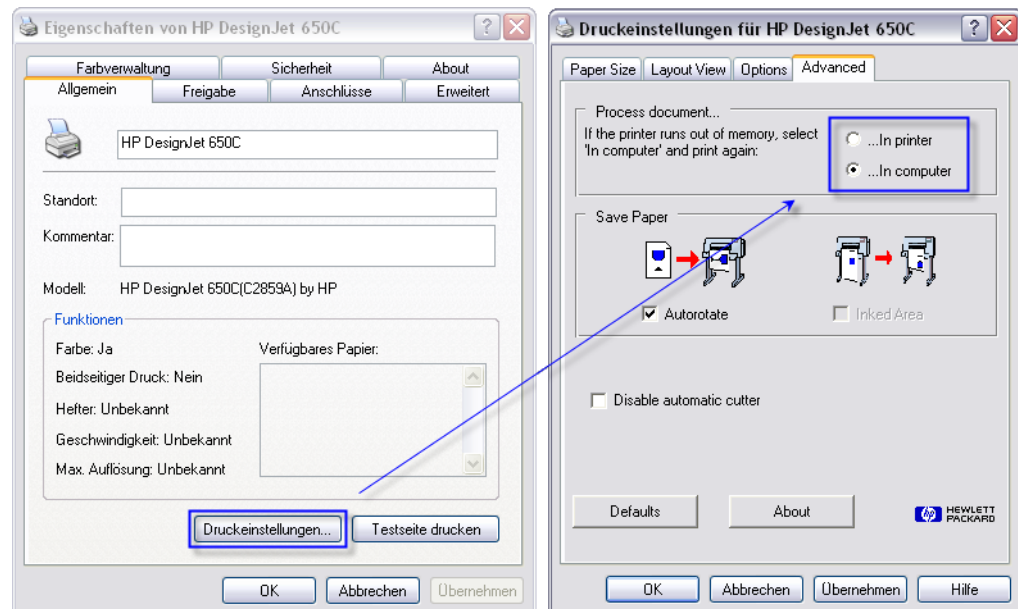 Eigenschaften von HP DesignJet 650C
Farbverwaltung Sicherheit About
Allgemein Freigabe Anschlüsse Erweitert
HP DesignJet 650C
Standort:
Kommentar:
Modell: HP DesignJet 650C(C2859A) by HP
Funktionen
Farbe: Ja Verfügbares Papier:
Beidseitiger Druck: Nein
Hefter: Unbekannt
Geschwindigkeit: Unbekannt
Max. Auflösung: Unbekannt
Druckeinstellungen... Testseite drucken
OK Abbrechen Übernehmen
Druckeinstellungen für HP DesignJet 650C
Paper Size Layout View Options Advanced
Process document...
If the printer runs out of memory, select
'In computer' and print again:
...In printer
...In computer
Save Paper
Autorotate Inked Area
Disable automatic cutter
Defaults About
hp HEWLETT
PACKARD
OK Abbrechen Übernehmen Hilfe